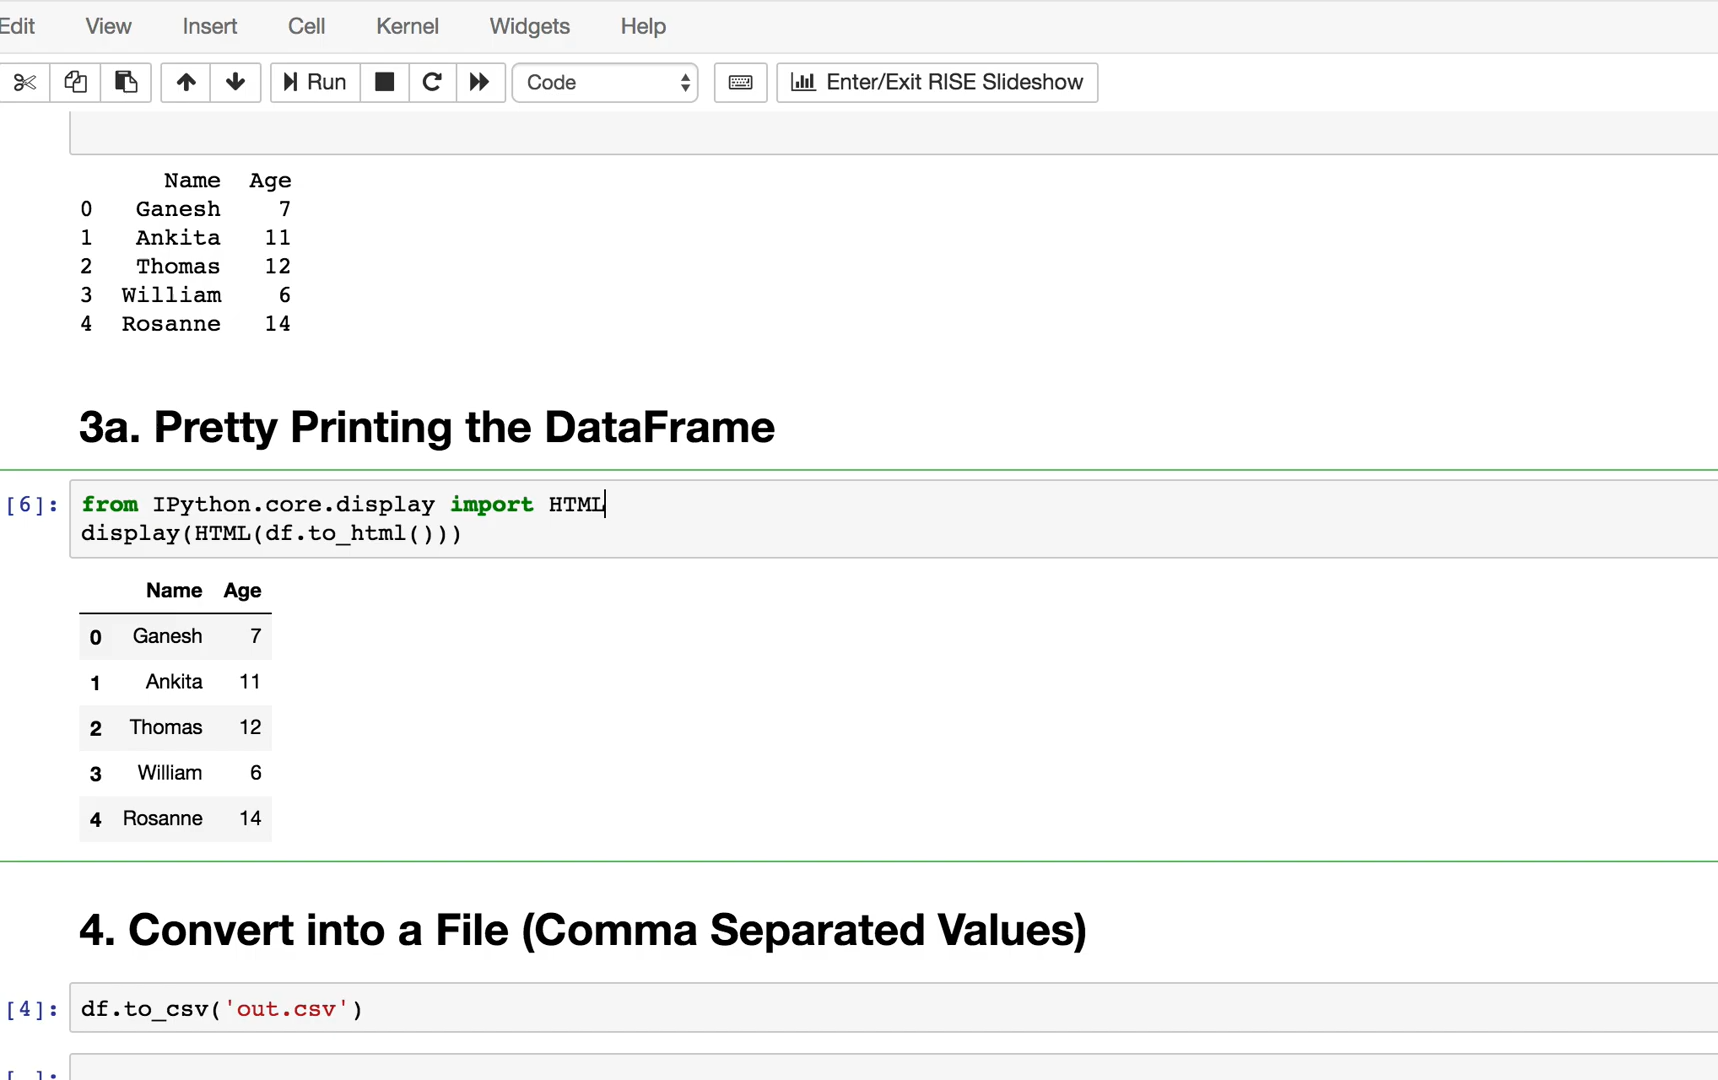 Edit View Insert Cell Kernel Widgets Help
Run Code Enter/Exit RISE Slideshow
Name Age
0 Ganesh 7
1 Ankita 11
2 Thomas 12
3 William 6
4 Rosanne 14
3a. Pretty Printing the DataFrame
[6]: from IPython.core.display import HTML
display(HTML(df.to_html()))
Name Age
0 Ganesh 7
1 Ankita 11
2 Thomas 12
3 William 6
4 Rosanne 14
4. Convert into a File (Comma Separated Values)
[4]: df.to_csv('out.csv')
[ ]: